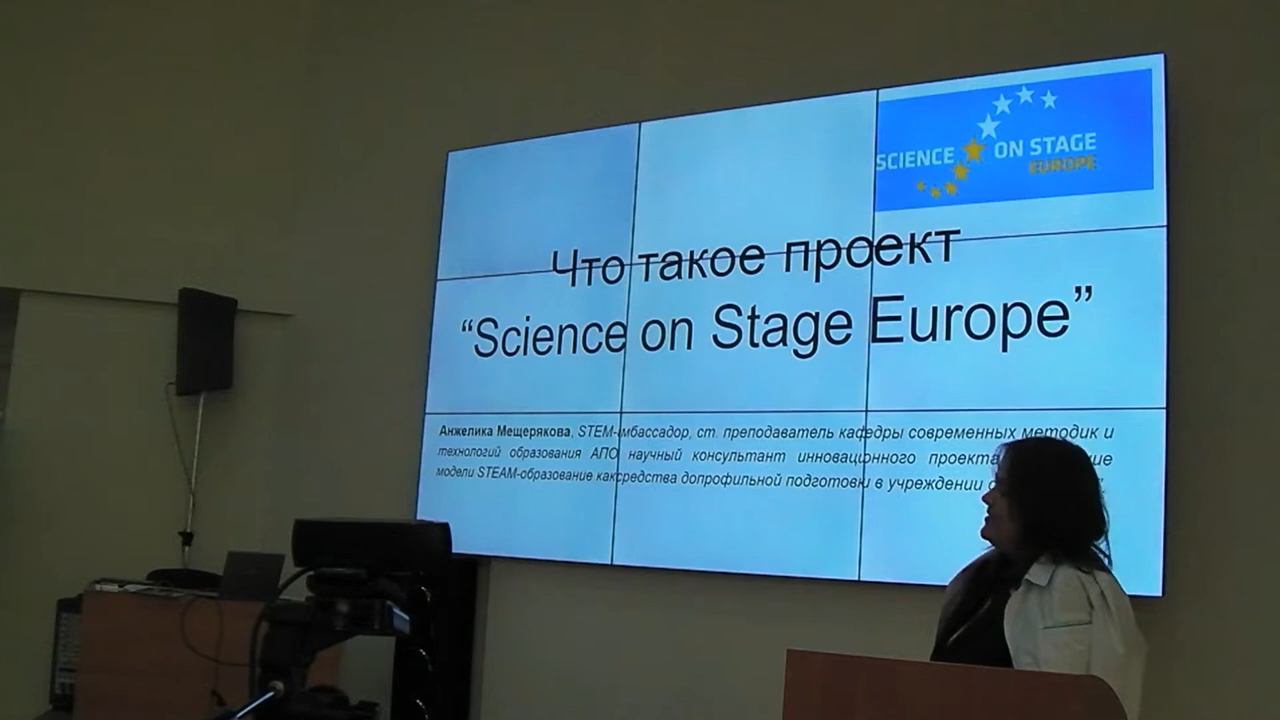 SCIENCE ON STAGE
EUROPE
Что такое проект
“Science on Stage Europe”
Анжелика Мещерякова, STEM-мбассадор, ст. преподаватель кафедры современных методик и
технологий образования АПО научный консультант инновационного проекта
модели STEAM-образование как средства допрофильной подготовки в учреждении